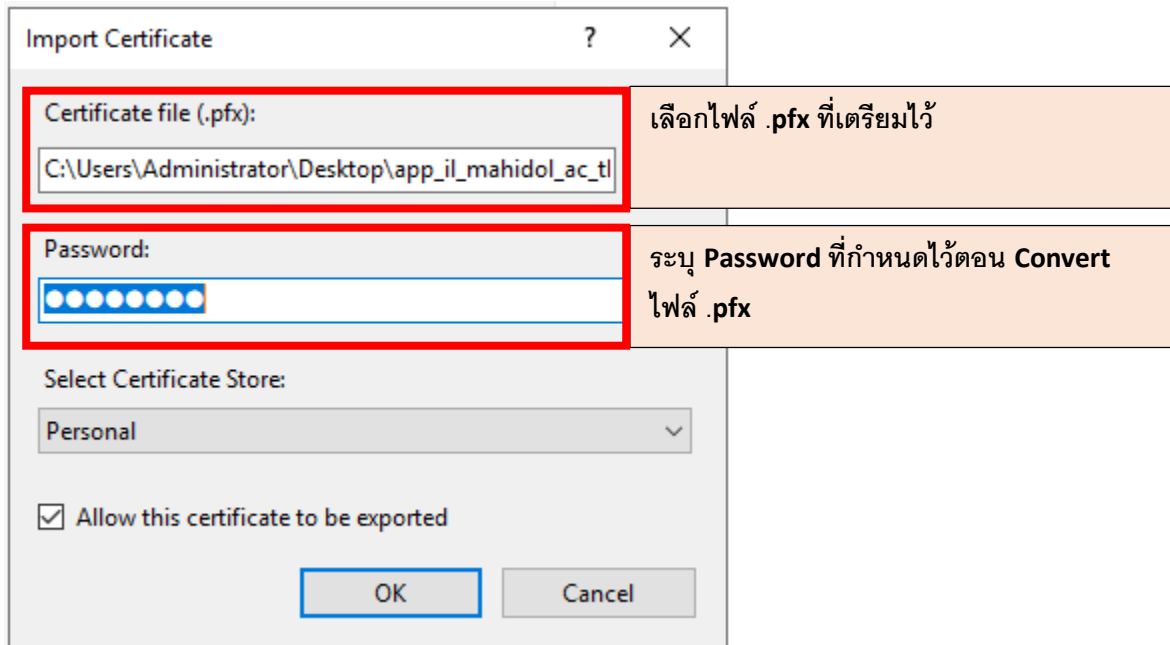 Import Certificate
?
Certificate file (.pfx):
เลือกไฟล์ .pfx ที่เตรียมไว้
C:\Users\Administrator\Desktop\app_il_mahidol_ac_tl
Password:
ระบุ Password ที่กำหนดไว้ตอน Convert
ไฟล์ .pfx
●●●●●●●●
Select Certificate Store:
Personal
Allow this certificate to be exported
OK
Cancel